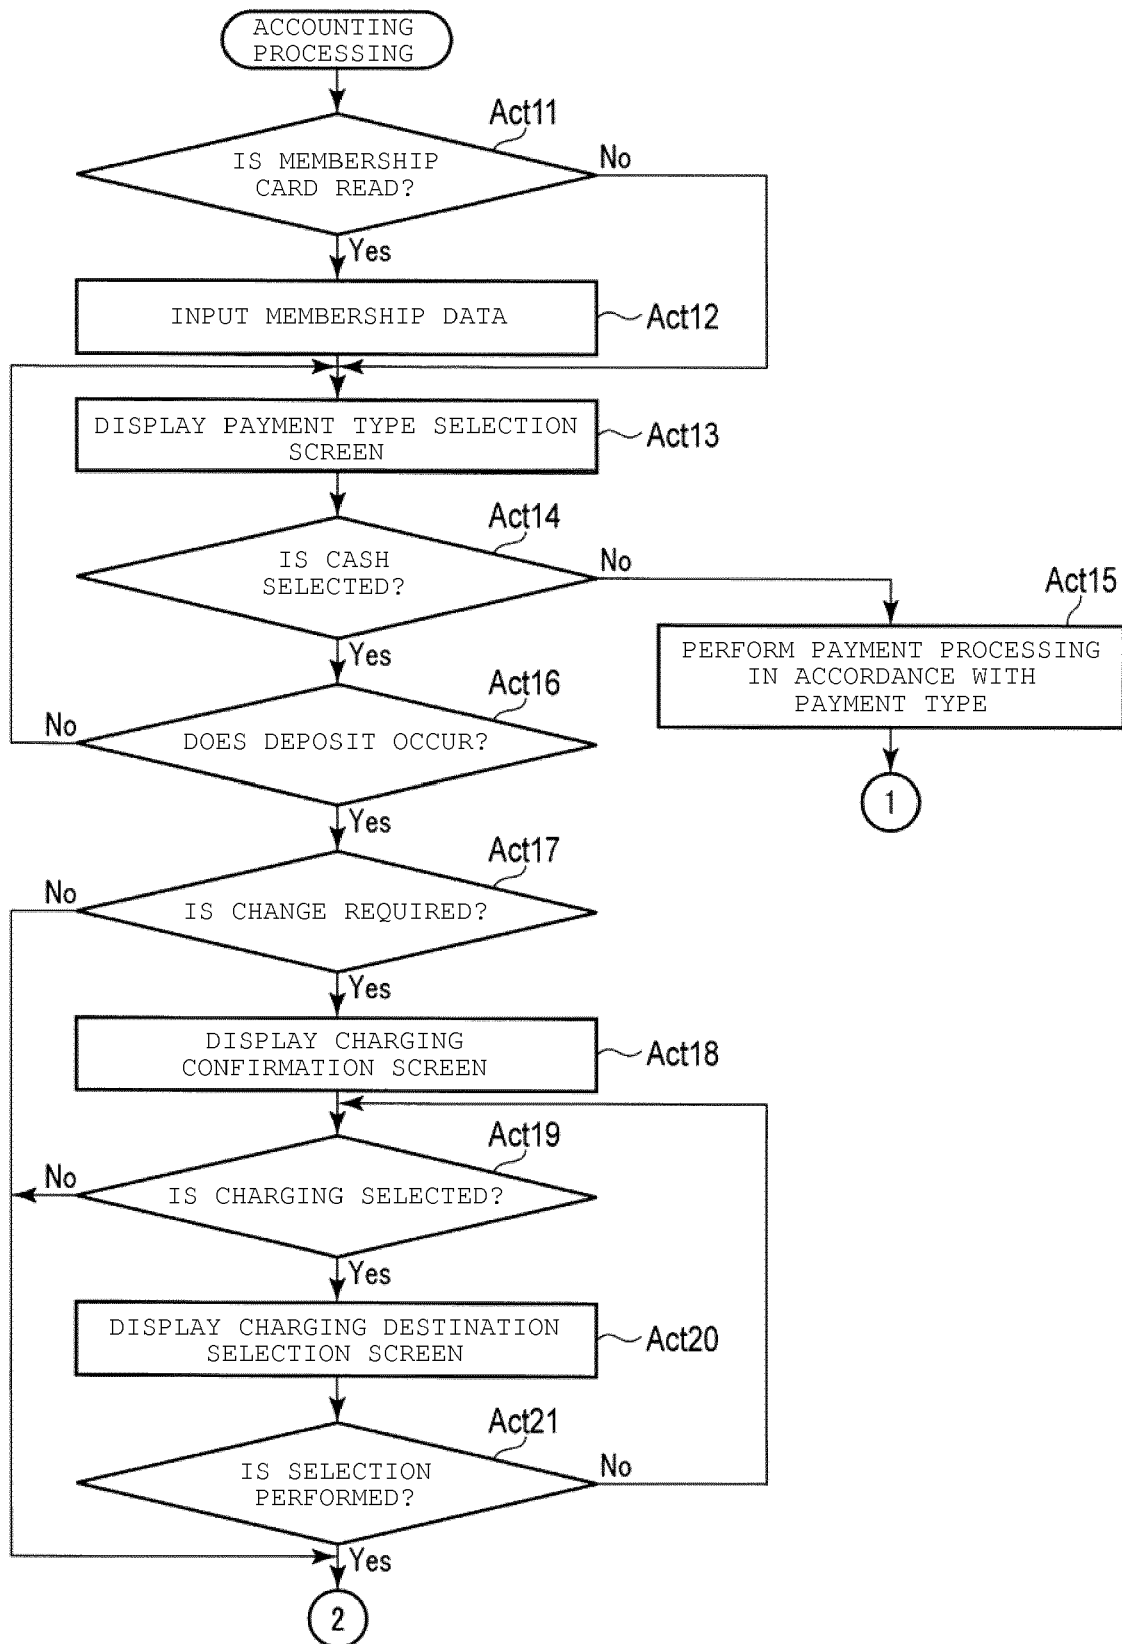 ACCOUNTING
PROCESSING
Act11
IS MEMBERSHIP
CARD READ?
No
Yes
INPUT MEMBERSHIP DATA
Act12
DISPLAY PAYMENT TYPE SELECTION
SCREEN
Act13
Act14
IS CASH
SELECTED?
No
Yes
Act15
PERFORM PAYMENT PROCESSING
IN ACCORDANCE WITH
PAYMENT TYPE
1
Act16
DOES DEPOSIT OCCUR?
No
Yes
Act17
IS CHANGE REQUIRED?
No
Yes
DISPLAY CHARGING
CONFIRMATION SCREEN
Act18
Act19
IS CHARGING SELECTED?
No
Yes
DISPLAY CHARGING DESTINATION
SELECTION SCREEN
Act20
Act21
IS SELECTION
PERFORMED?
No
Yes
2